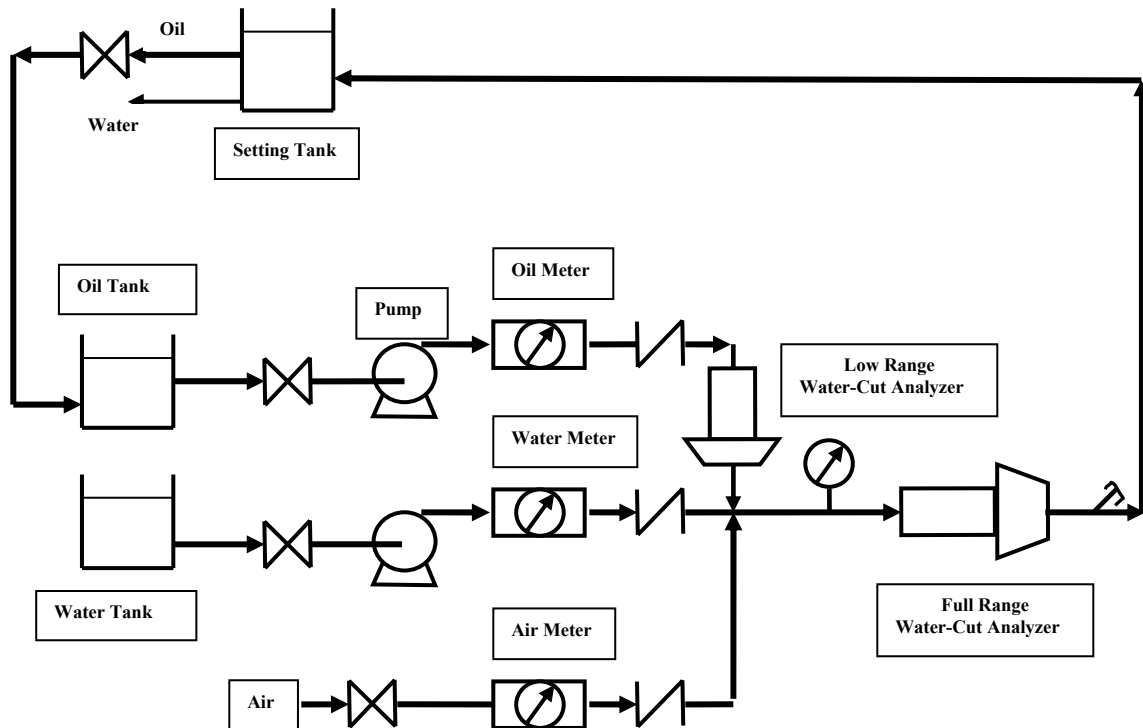 Oil
Water
Setting Tank
Oil Tank
Pump
Oil Meter
Low Range
Water-Cut Analyzer
Water Meter
Water Tank
Air Meter
Full Range
Water-Cut Analyzer
Air